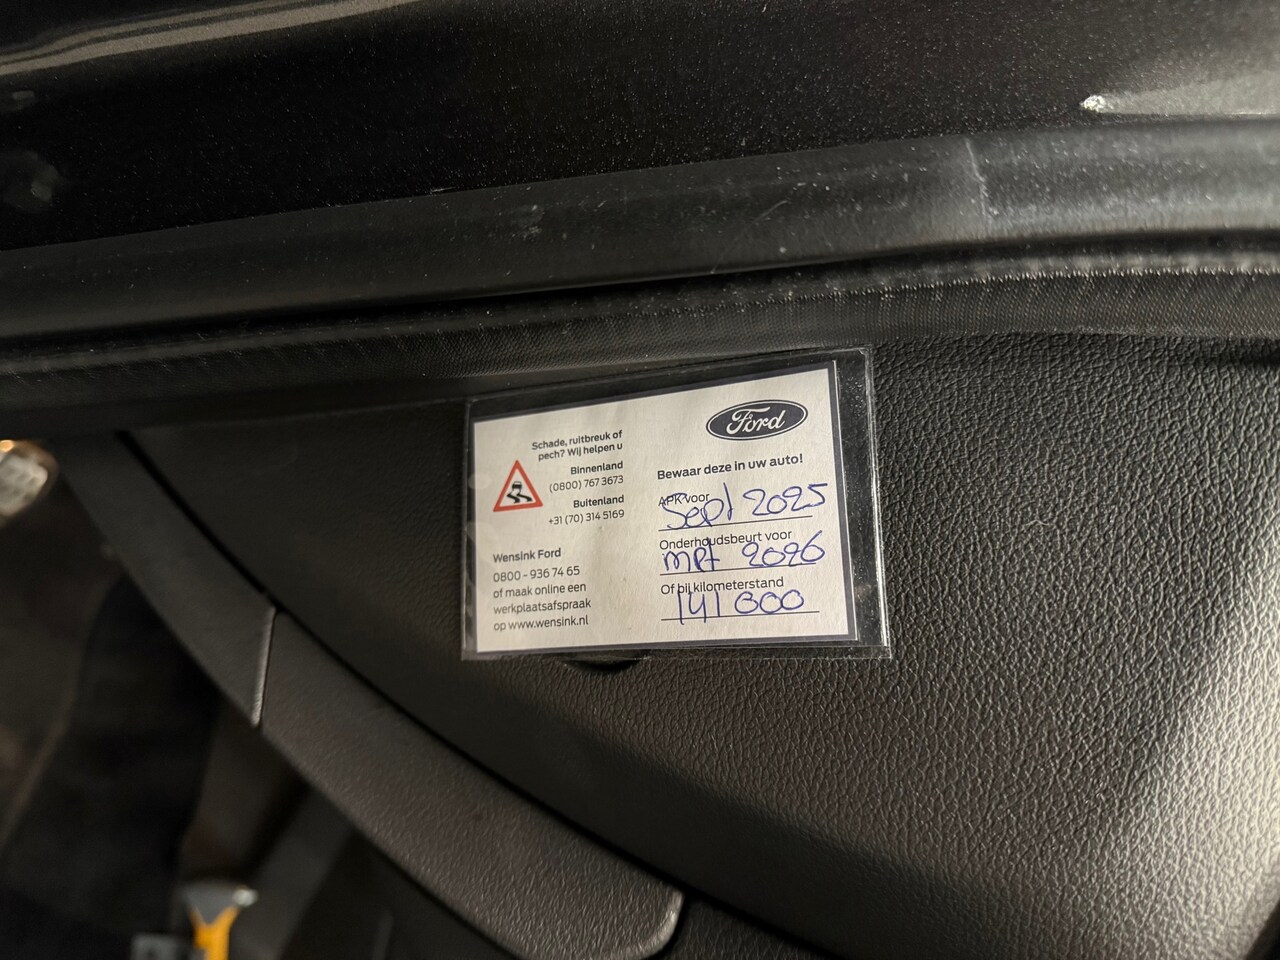 Schade, ruitbreuk of
pech? Wij helpen u
Binnenland
(0800) 767 3673
Buitenland
+31 (70) 314 5169
Wensink Ford
0800 - 936 74 65
of maak online een
werkplaatsafspraak
op www.wensink.nl
Ford
Bewaar deze in uw auto!
APK voor
Sept 2025
Onderhoudsbeurt voor
mrt 2026
Of bij kilometerstand
141 000